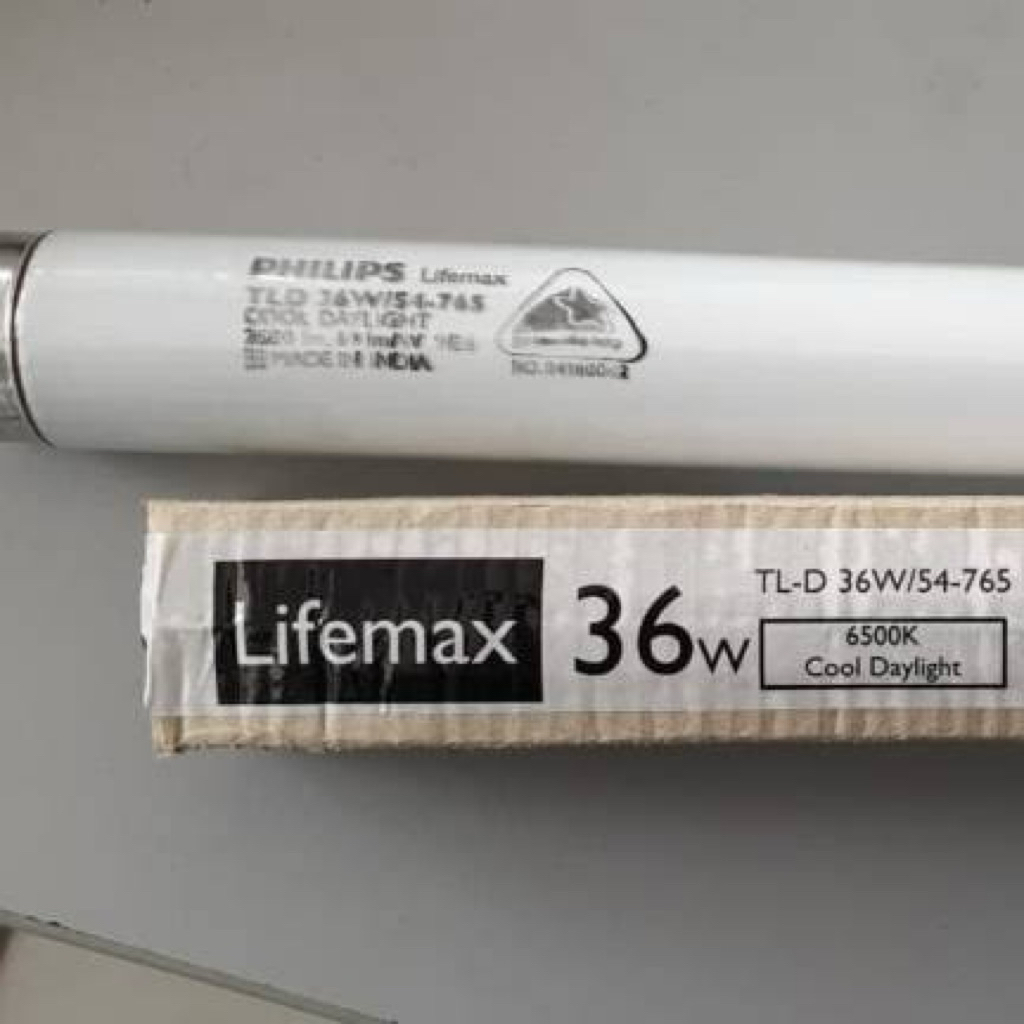 PHILIPS Lifemax
TLD 36W/54-765
COOL DAYLIGHT
MADE IN INDIA
Lifemax
36W
TL-D 36W/54-765
6500K
Cool Daylight